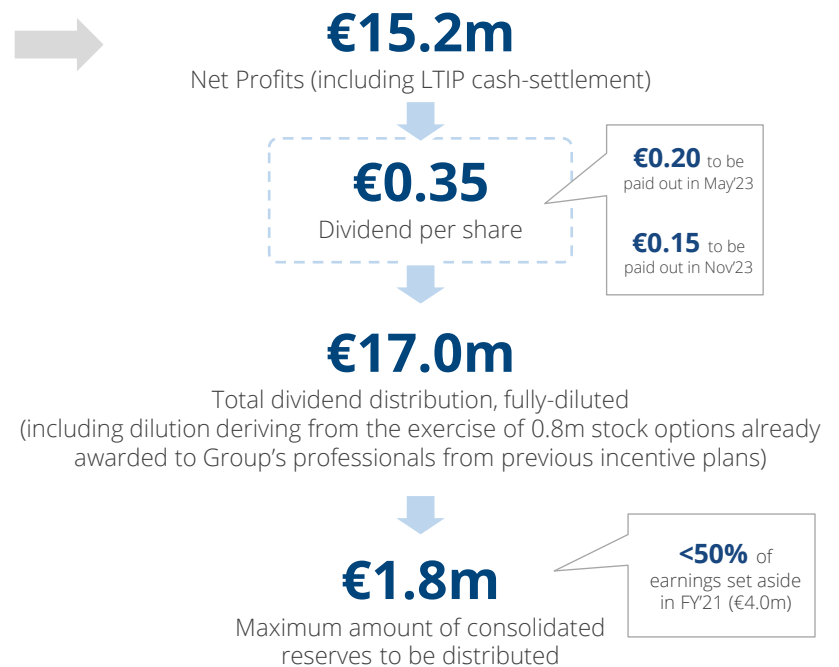 €15.2m
Net Profits (including LTIP cash-settlement)
€0.35
Dividend per share
€0.20 to be
paid out in May'23
€0.15 to be
paid out in Nov'23
€17.0m
Total dividend distribution, fully-diluted
(including dilution deriving from the exercise of 0.8m stock options already
awarded to Group's professionals from previous incentive plans)
€1.8m
Maximum amount of consolidated
reserves to be distributed
<50% of
earnings set aside
in FY'21 (€4.0m)